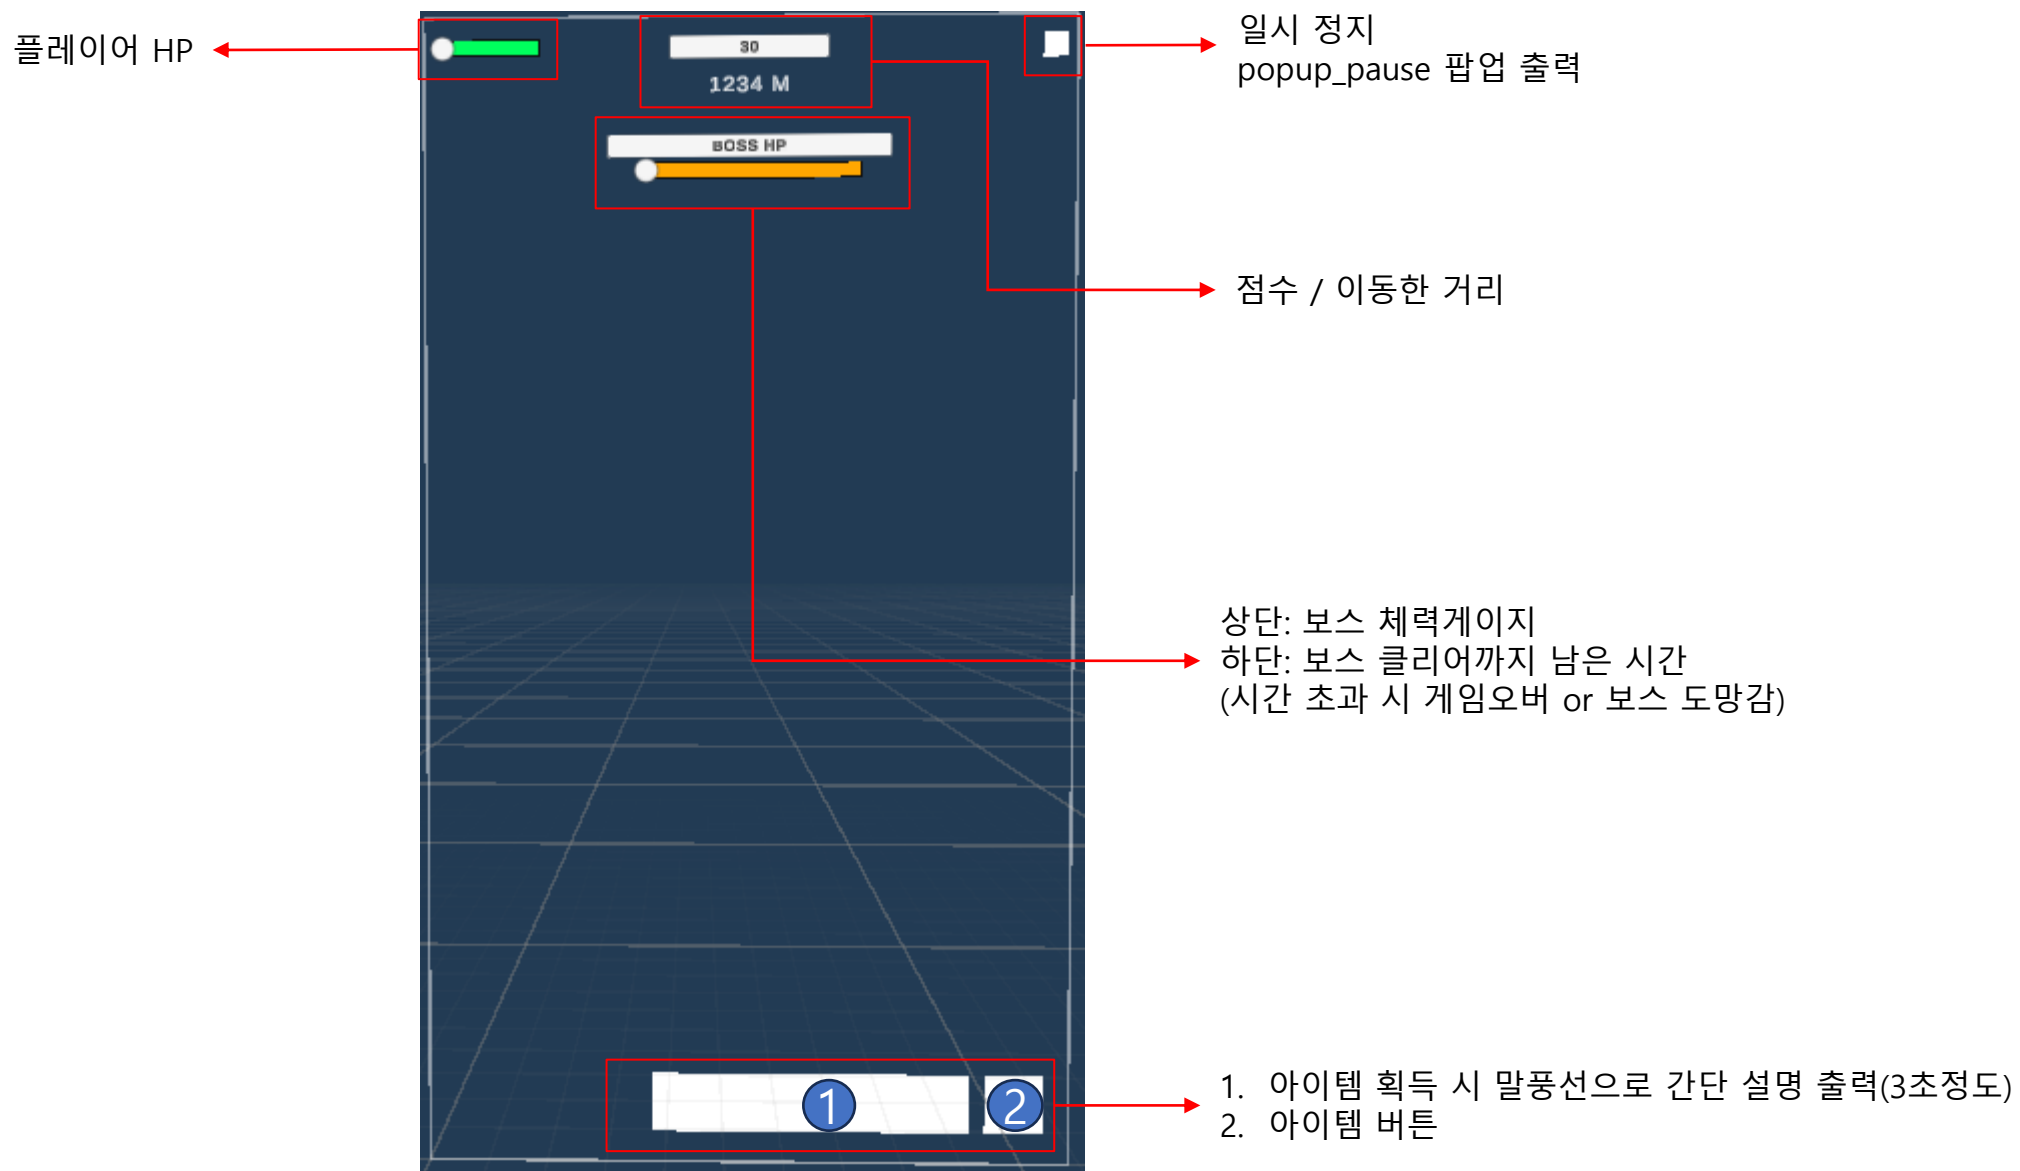 플레이어 HP
30
1234 M
BOSS HP
일시 정지
popup_pause 팝업 출력
점수 / 이동한 거리
상단: 보스 체력게이지
하단: 보스 클리어까지 남은 시간
(시간 초과 시 게임오버 or 보스 도망감)
1
2
1. 아이템 획득 시 말풍선으로 간단 설명 출력(3초정도)
2. 아이템 버튼